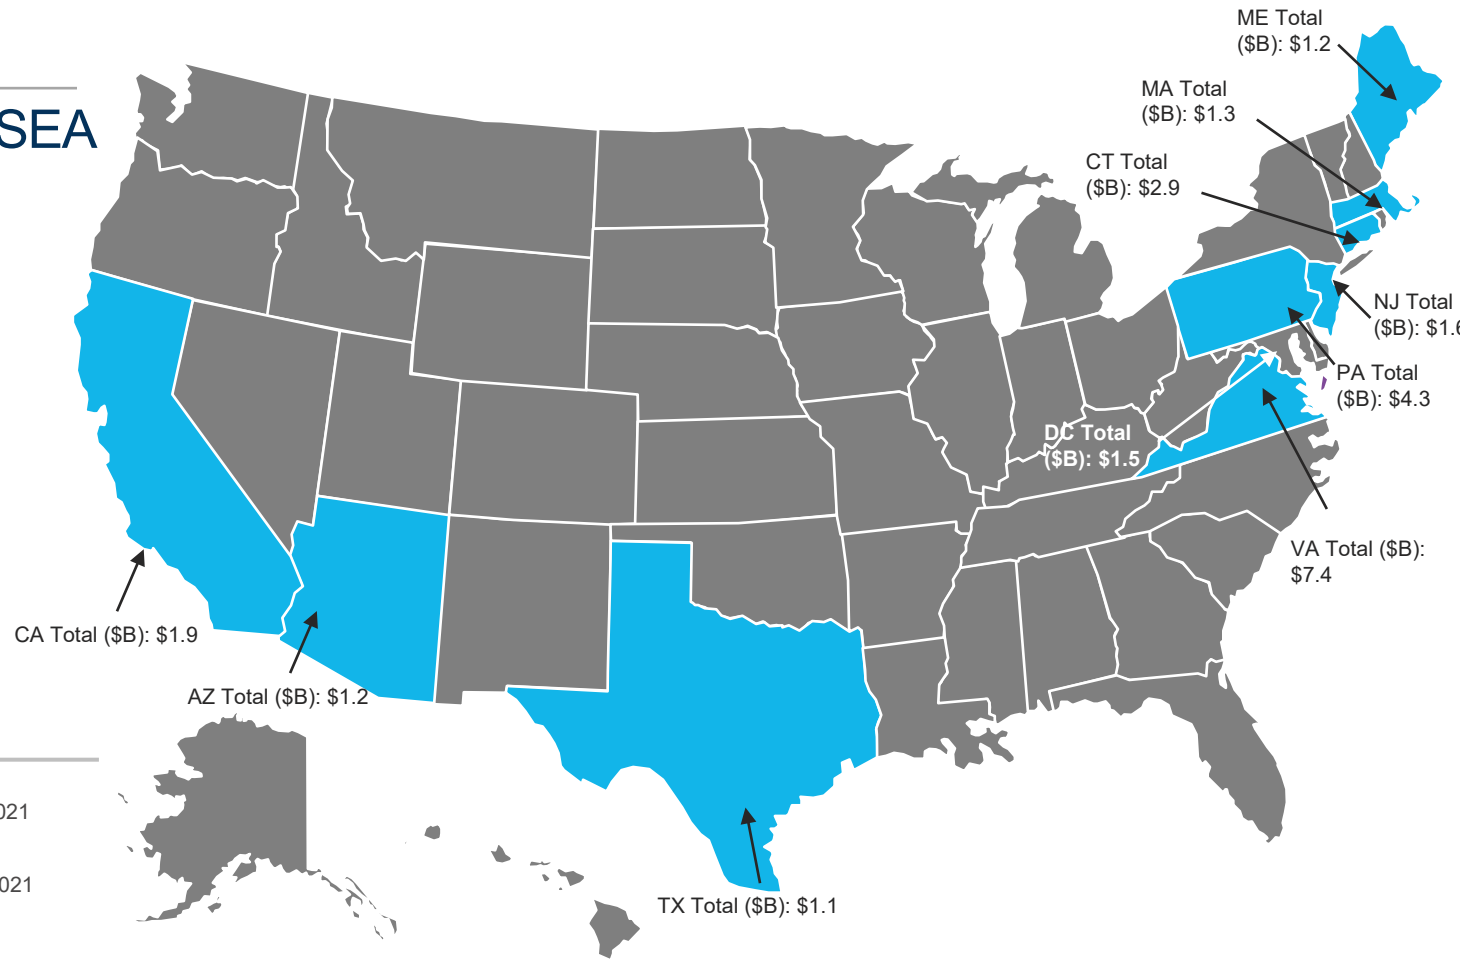 ME Total
($B): $1.2
MA Total
($B): $1.3
SEA
CT Total
($B): $2.9
NJ Total
($B): $1.6
PA Total
($B): $4.3
DC Total
($B): $1.5
VA Total ($B):
$7.4
CA Total ($B): $1.9
AZ Total ($B): $1.2
021
021
TX Total ($B): $1.1